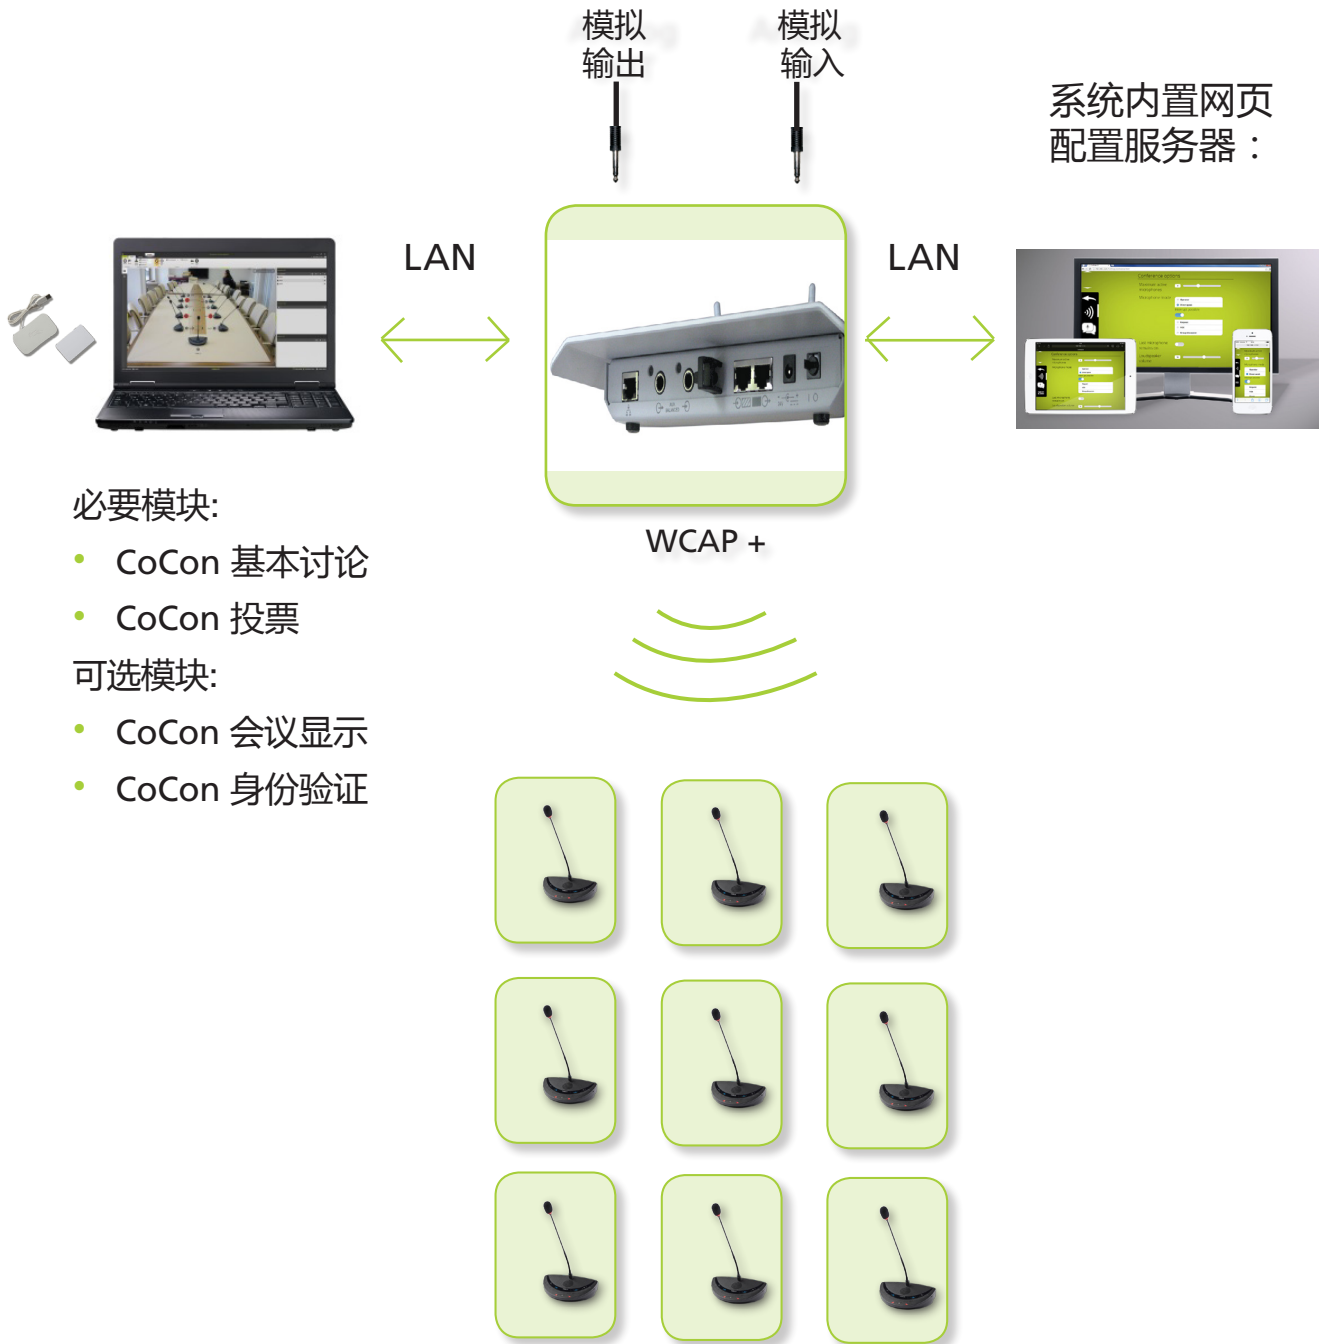 模拟
输出
模拟
输入
系统内置网页
配置服务器：
LAN
LAN
Conference options
必要模块:
• CoCon 基本讨论
• CoCon 投票
可选模块:
• CoCon 会议显示
• CoCon 身份验证
WCAP +